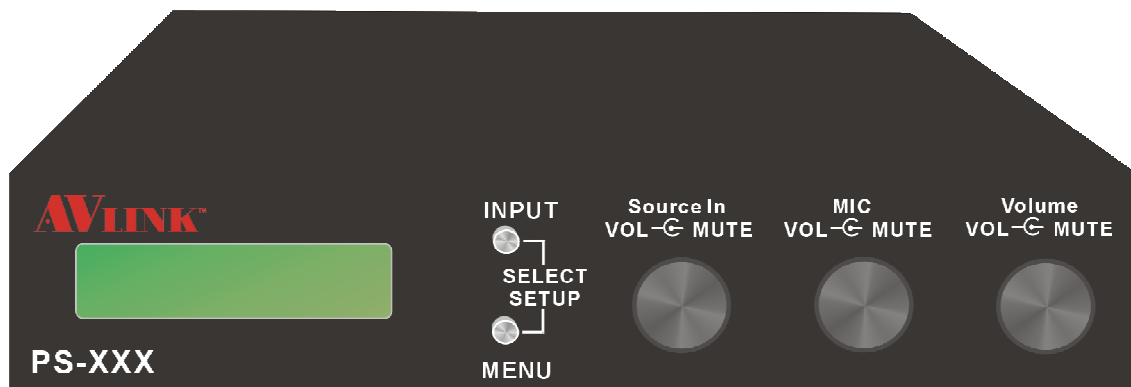 AVLINK™
PS-XXX
INPUT
SELECT
SETUP
MENU
Source In
VOL MUTE
MIC
VOL MUTE
Volume
VOL MUTE